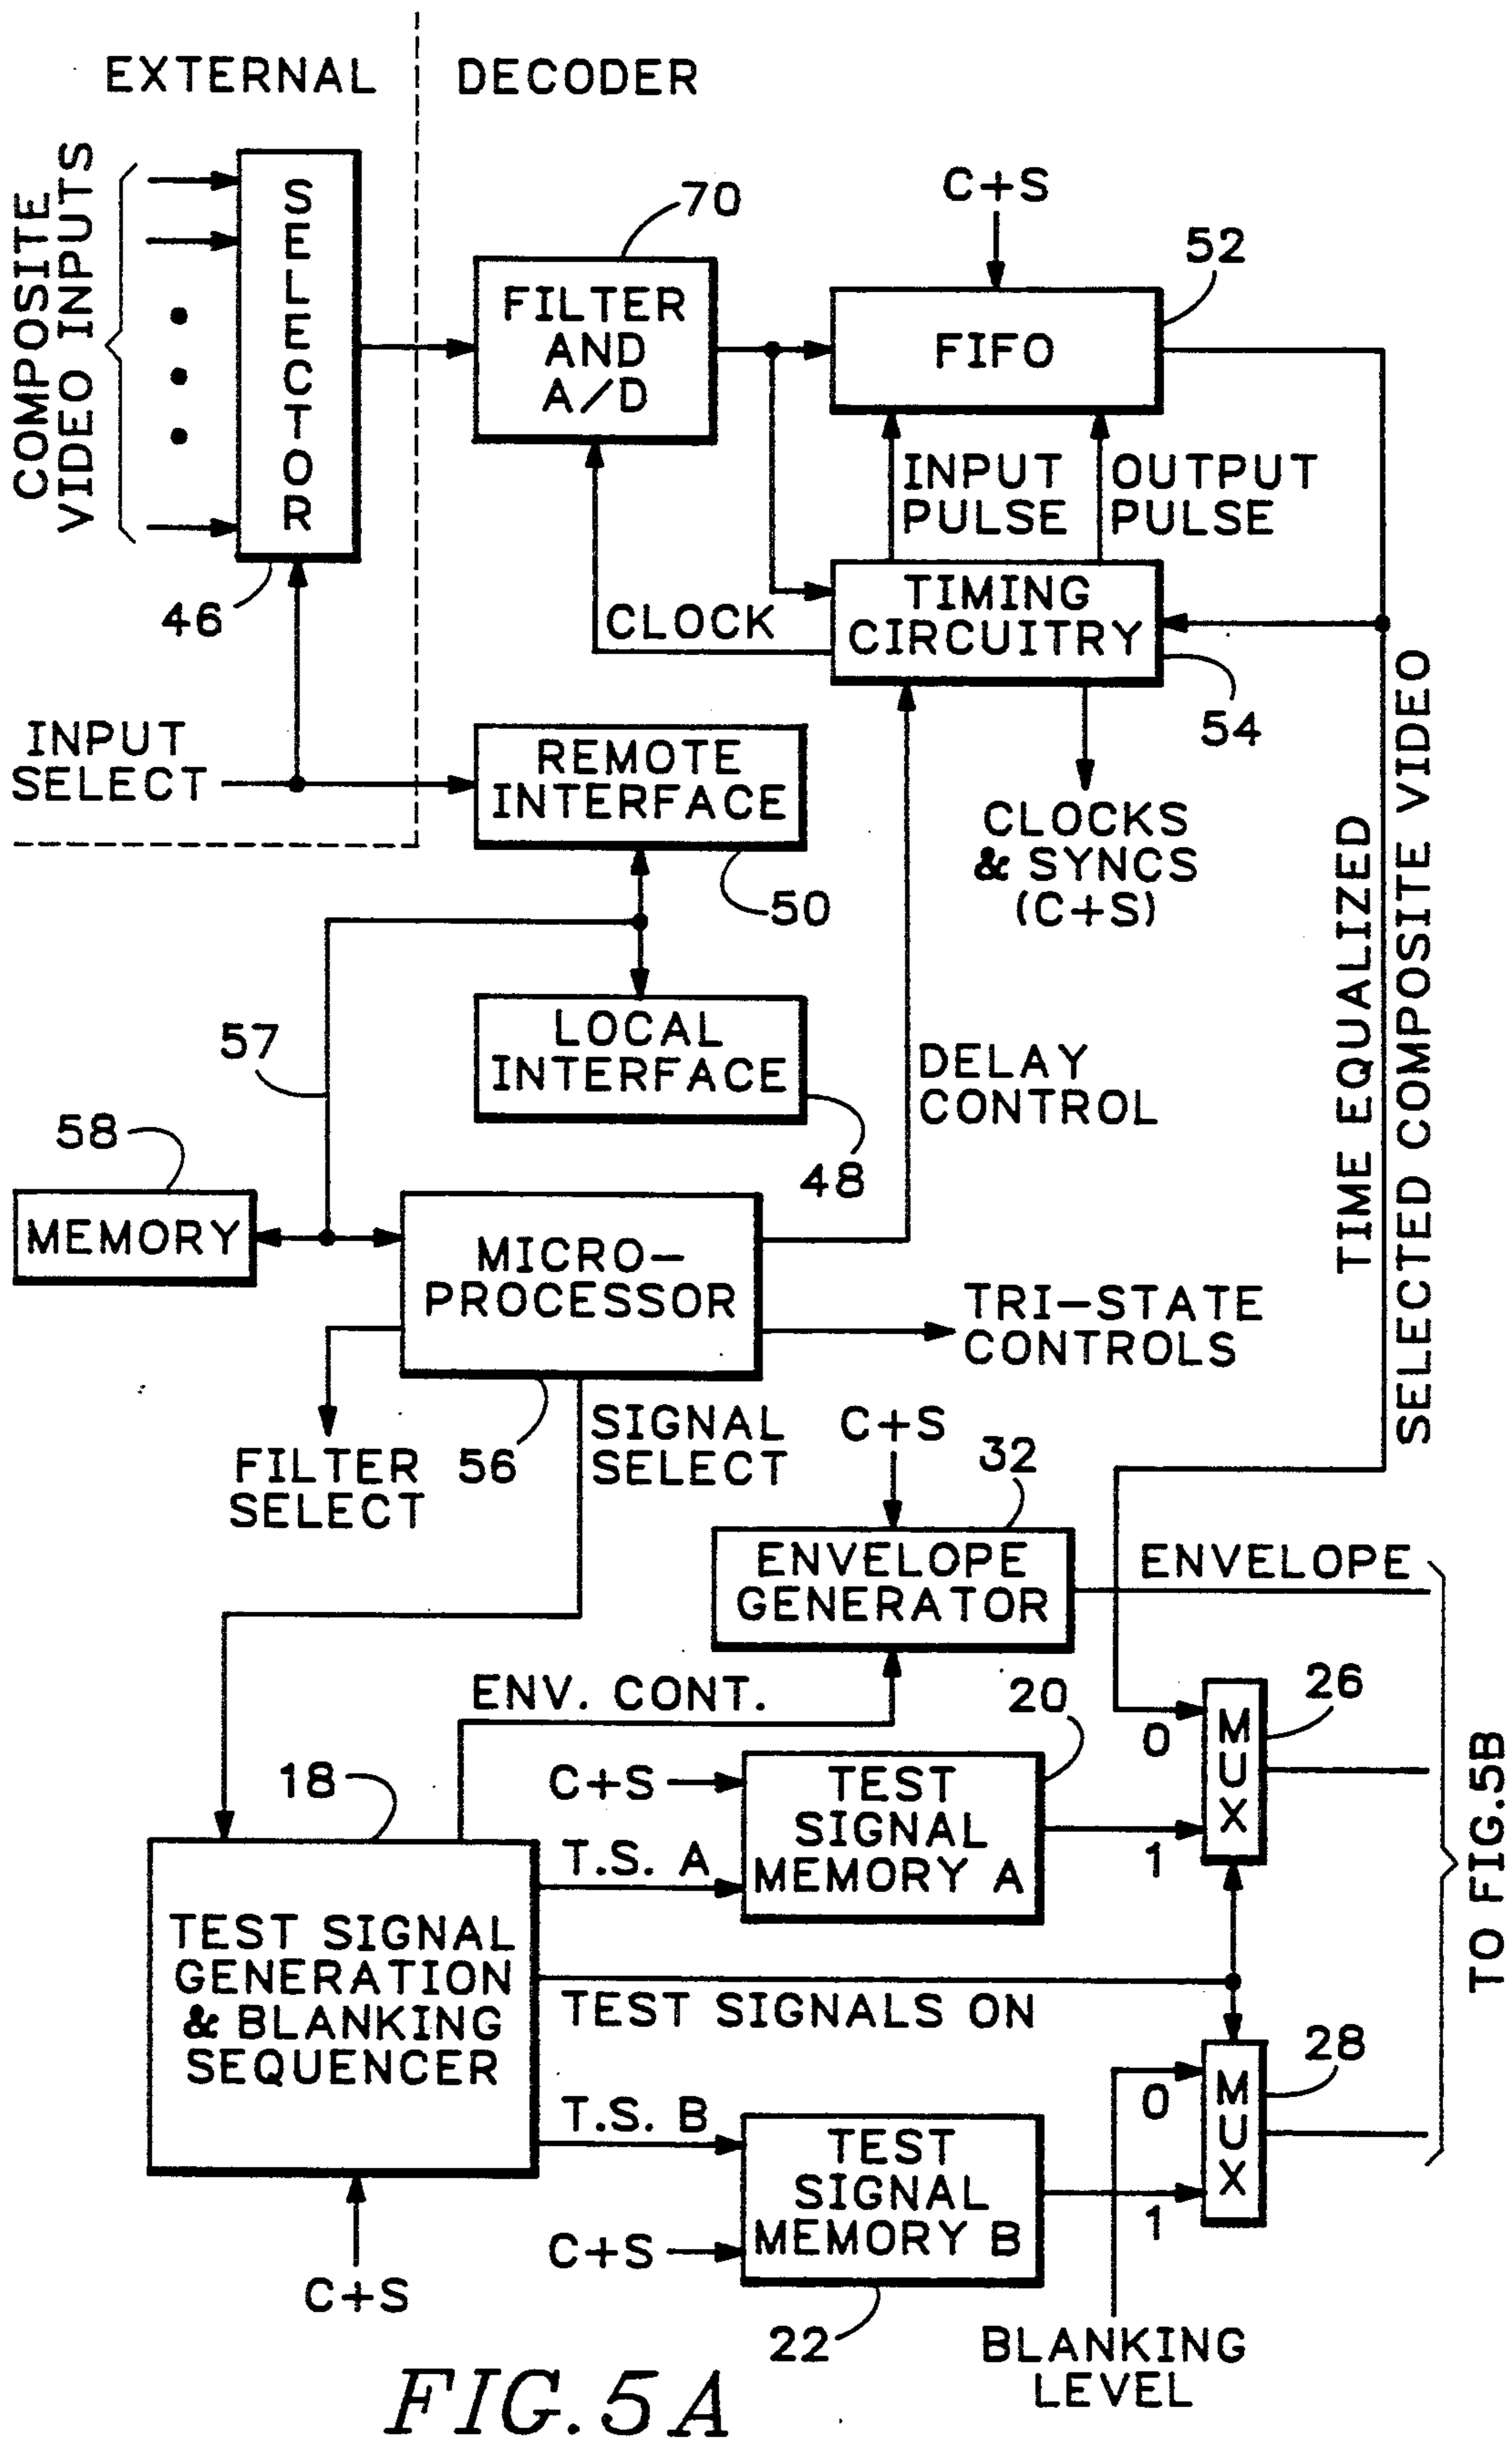 EXTERNAL
DECODER
COMPOSITE
VIDEO INPUTS
SELECTOR
46
70
FILTER
AND
A/D
C+S
52
FIFO
INPUT
PULSE
OUTPUT
PULSE
CLOCK
TIMING
CIRCUITRY
54
INPUT
SELECT
REMOTE
INTERFACE
50
CLOCKS
& SYNCS
(C+S)
TIME EQUALIZED
SELECTED COMPOSITE VIDEO
57
LOCAL
INTERFACE
48
DELAY
CONTROL
58
MEMORY
MICRO-
PROCESSOR
56
TRI-STATE
CONTROLS
FILTER
SELECT
SIGNAL
SELECT
C+S
32
ENVELOPE
GENERATOR
ENVELOPE
ENV. CONT.
20
26
18
C+S
TEST
SIGNAL
MEMORY A
0
MUX
1
T.S. A
TEST SIGNAL
GENERATION
& BLANKING
SEQUENCER
TEST SIGNALS ON
TO FIG.5B
28
T.S. B
TEST
SIGNAL
MEMORY B
0
MUX
1
C+S
C+S
22
BLANKING
LEVEL
FIG.5A